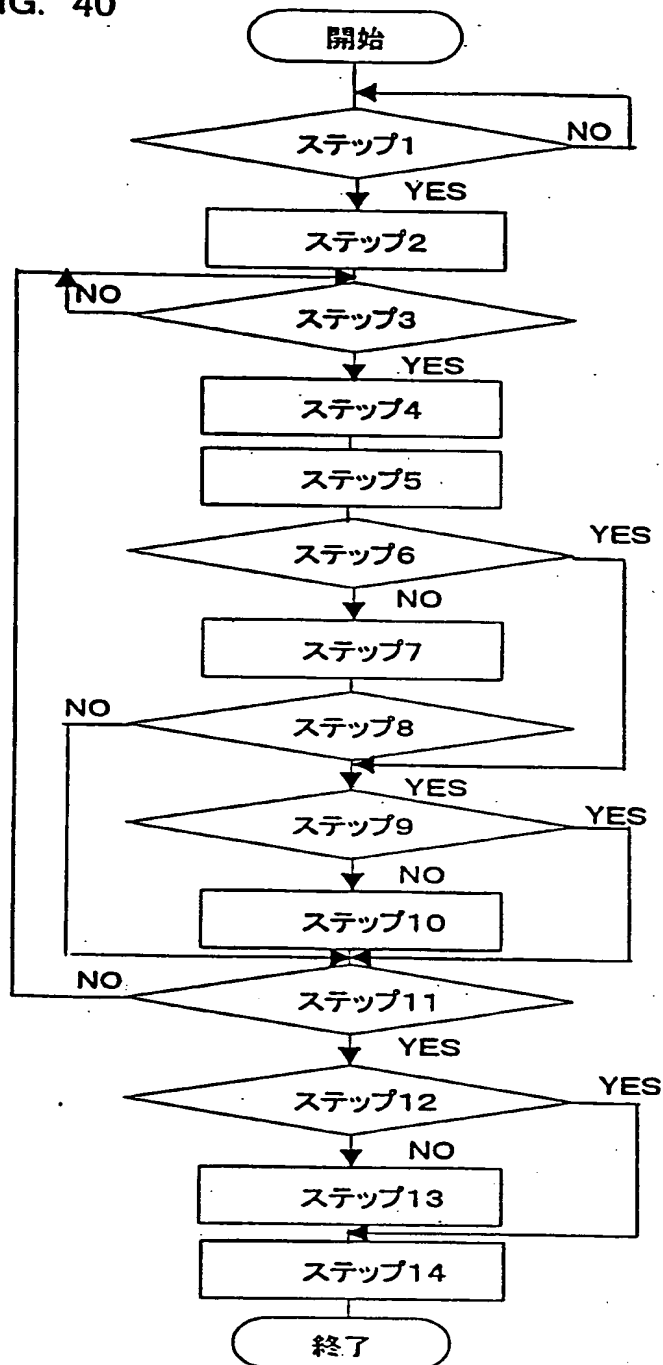 FIG. 40
開始
ステップ1
NO
YES
ステップ2
NO
ステップ3
YES
ステップ4
ステップ5
ステップ6
YES
NO
ステップ7
NO
ステップ8
YES
ステップ9
YES
NO
ステップ10
NO
ステップ11
YES
ステップ12
YES
NO
ステップ13
ステップ14
終了